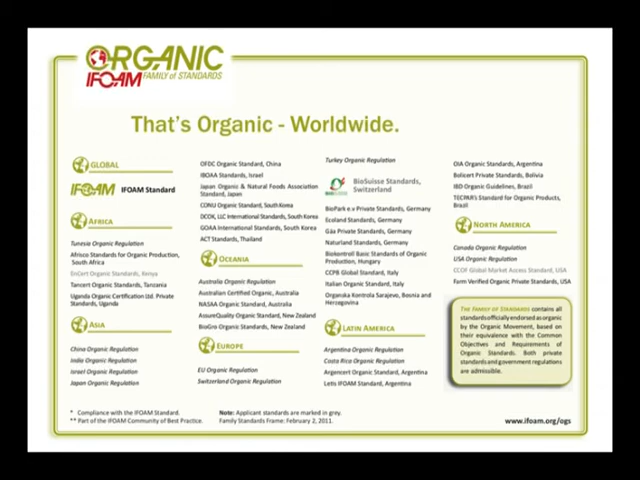 ORGANIC
IFOAM FAMILY of STANDARDS
That's Organic - Worldwide.
GLOBAL
IFOAM IFOAM Standard
AFRICA
Tunesia Organic Regulation
Afrisco Standards for Organic Production,
South Africa
EnCert Organic Standards, Kenya
Tancert Organic Standards, Tanzania
Uganda Organic Certification Ltd. Private
Standards, Uganda
ASIA
China Organic Regulation
India Organic Regulation
Israel Organic Regulation
Japan Organic Regulation
OFDC Organic Standard, China
IBOAA Standards, Israel
Japan Organic & Natural Foods Association
Standard, Japan
CONU Organic Standard, South Korea
DCOK, LLC International Standards, South Korea
GOAA International Standards, South Korea
ACT Standards, Thailand
OCEANIA
Australia Organic Regulation
Australian Certified Organic, Australia
NASAA Organic Standard, Australia
AssureQuality Organic Standard, New Zealand
BioGro Organic Standards, New Zealand
EUROPE
EU Organic Regulation
Switzerland Organic Regulation
Turkey Organic Regulation
BioSuisse Standards,
Switzerland
BioPark e.v Private Standards, Germany
Ecoland Standards, Germany
Gäa Private Standards, Germany
Naturland Standards, Germany
Biokontroll Basic Standards of Organic
Production, Hungary
CCPB Global Standard, Italy
Italian Organic Standard, Italy
Organska Kontrola Sarajevo, Bosnia and
Herzegovina
LATIN AMERICA
Argentina Organic Regulation
Costa Rica Organic Regulation
Argencert Organic Standard, Argentina
Letis IFOAM Standard, Argentina
OIA Organic Standards, Argentina
Bolicert Private Standards, Bolivia
IBD Organic Guidelines, Brazil
TECPAR'S Standard for Organic Products,
Brazil
NORTH AMERICA
Canada Organic Regulation
USA Organic Regulation
CCOF Global Market Access Standard, USA
Farm Verified Organic Private Standards, USA
THE FAMILY OF STANDARDS contains all
standards officially endorsed as organic
by the Organic Movement, based on
their equivalence with the Common
Objectives and Requirements of
Organic Standards. Both private
standards and government regulations
are admissible.
* Compliance with the IFOAM Standard.
** Part of the IFOAM Community of Best Practice.
Note: Applicant standards are marked in grey.
Family Standards Frame: February 2, 2011.
www.ifoam.org/ogs